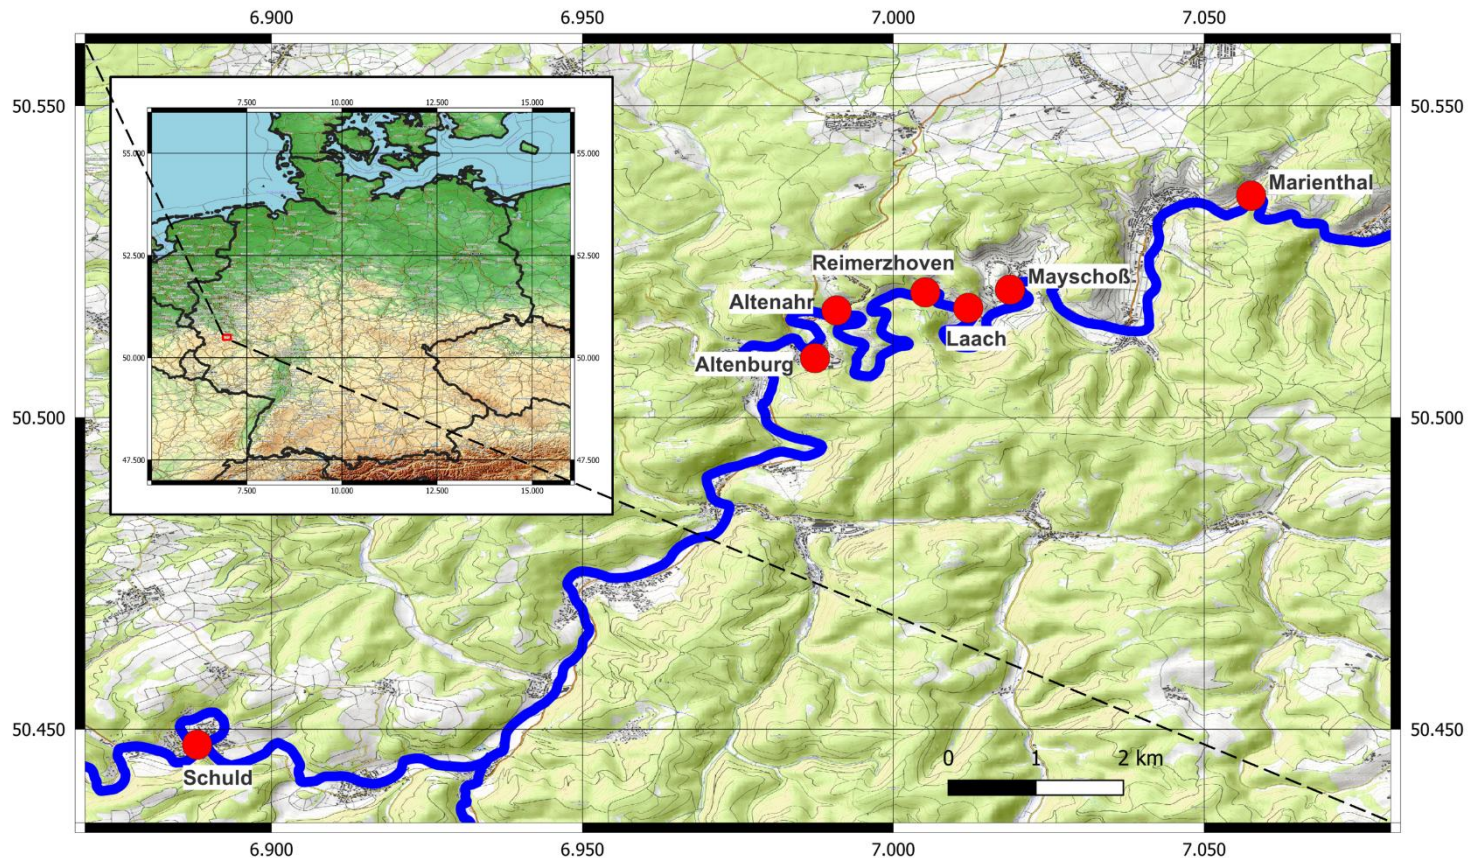 6.900 6.950 7.000 7.050
50.550 50.550
7.500 10.000 12.500 15.000
55.000 55.000
52.500 52.500
50.000 50.000
47.500 47.500
7.500 10.000 12.500 15.000
Marienthal
Reimerzhoven
Mayschoß
Altenahr
Laach
Altenburg
50.500 50.500
50.450 50.450
Schuld
0 1 2 km
6.900 6.950 7.000 7.050